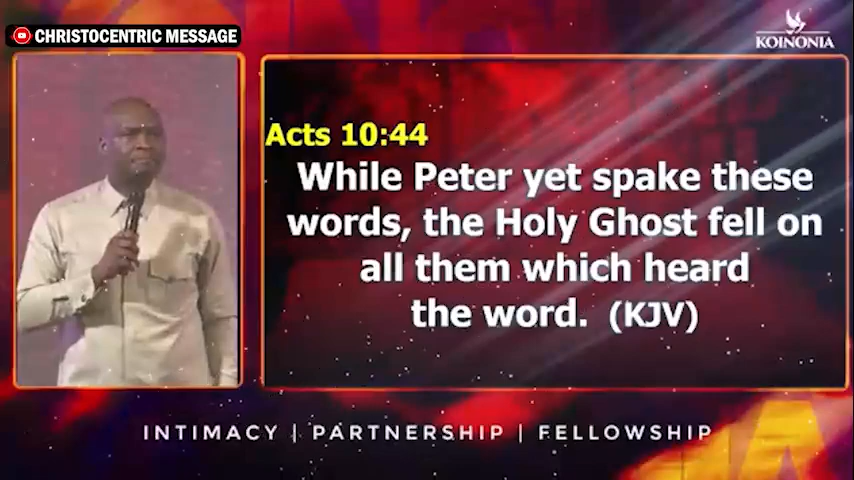 CHRISTOCENTRIC MESSAGE
KOINONIA
Acts 10:44
While Peter yet spake these
words, the Holy Ghost fell on
all them which heard
the word. (KJV)
INTIMACY | PARTNERSHIP | FELLOWSHIP